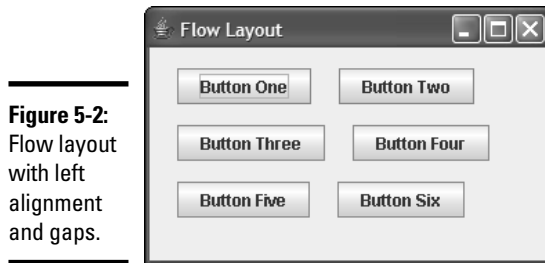 Flow Layout
Button One Button Two
Button Three Button Four
Button Five Button Six
Figure 5-2:
Flow layout
with left
alignment
and gaps.